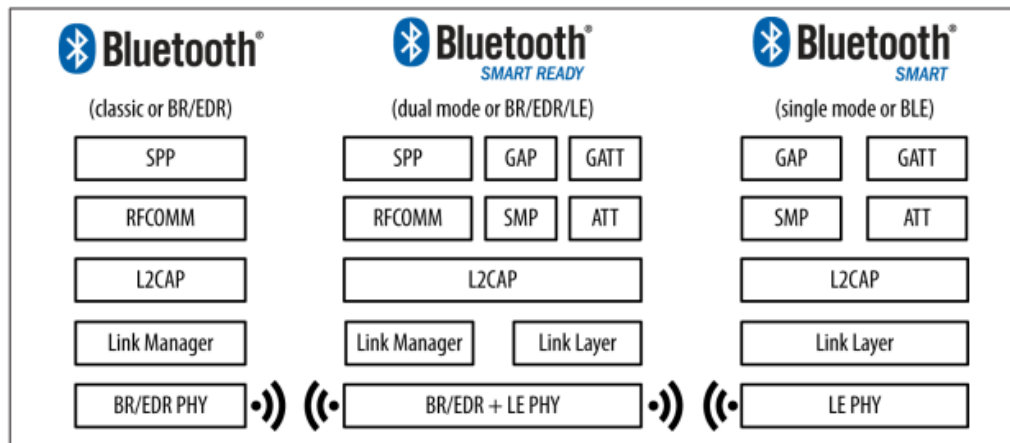 Bluetooth® Bluetooth® Bluetooth®
SMART READY SMART
(classic or BR/EDR) (dual mode or BR/EDR/LE) (single mode or BLE)
SPP SPP GAP GATT GAP GATT
RFCOMM RFCOMM SMP ATT SMP ATT
L2CAP L2CAP L2CAP
Link Manager Link Manager Link Layer Link Layer
BR/EDR PHY BR/EDR + LE PHY LE PHY